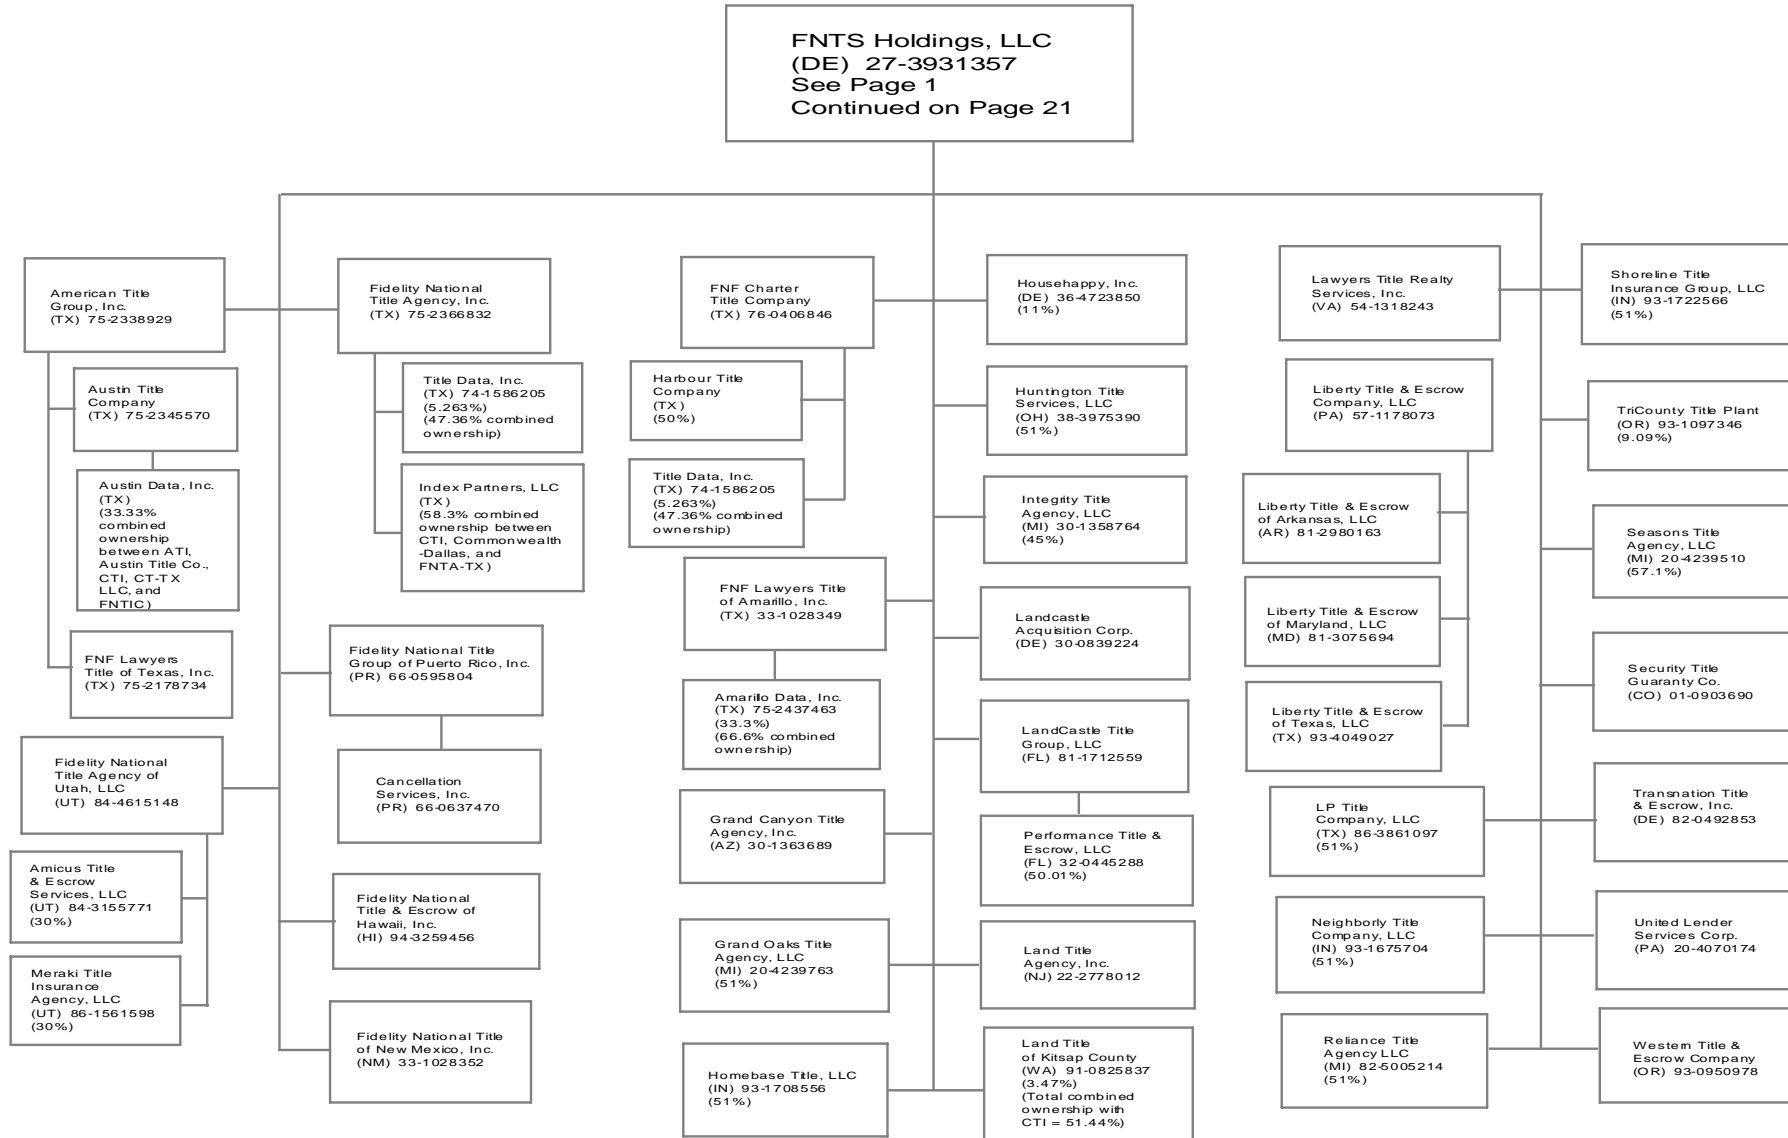 FNTS Holdings, LLC
(DE) 27-3931357
See Page 1
Continued on Page 21
American Title
Group, Inc.
(TX) 75-2338929
Fidelity National
Title Agency, Inc.
(TX) 75-2366832
Austin Title
Company
(TX) 75-2345570
Title Data, Inc.
(TX) 74-1586205
(5.263%)
(47.36% combined
ownership)
Austin Data, Inc.
(TX)
(33.33%
combined
ownership
between ATI,
Austin Title Co.,
CTI, CT-TX
LLC, and
FNTIC)
Index Partners, LLC
(TX)
(58.3% combined
ownership between
CTI, Commonwealth
-Dallas, and
FNTA-TX)
FNF Lawyers
Title of Texas, Inc.
(TX) 75-2178734
Fidelity National Title
Group of Puerto Rico, Inc.
(PR) 66-0595804
Cancellation
Services, Inc.
(PR) 66-0637470
Fidelity National
Title Agency of
Utah, LLC
(UT) 84-4615148
Amicus Title
& Escrow
Services, LLC
(UT) 84-3155771
(30%)
Meraki Title
Insurance
Agency, LLC
(UT) 86-1561598
(30%)
Fidelity National
Title & Escrow of
Hawaii, Inc.
(HI) 94-3259456
Fidelity National Title
of New Mexico, Inc.
(NM) 33-1028352
FNF Charter
Title Company
(TX) 76-0406846
Harbour Title
Company
(TX)
(50%)
Title Data, Inc.
(TX) 74-1586205
(5.263%)
(47.36% combined
ownership)
FNF Lawyers Title
of Amarillo, Inc.
(TX) 33-1028349
Amarillo Data, Inc.
(TX) 75-2437463
(33.3%)
(66.6% combined
ownership)
Grand Canyon Title
Agency, Inc.
(AZ) 30-1363689
Grand Oaks Title
Agency, LLC
(MI) 20-4239763
(51%)
Homebase Title, LLC
(IN) 93-1708556
(51%)
Househappy, Inc.
(DE) 36-4723850
(11%)
Huntington Title
Services, LLC
(OH) 38-3975390
(51%)
Integrity Title
Agency, LLC
(MI) 30-1358764
(45%)
Landcastle
Acquisition Corp.
(DE) 30-0839224
LandCastle Title
Group, LLC
(FL) 81-1712559
Performance Title &
Escrow, LLC
(FL) 32-0445288
(50.01%)
Land Title
Agency, Inc.
(NJ) 22-2778012
Land Title
of Kitsap County
(WA) 91-0825837
(3.47%)
(Total combined
ownership with
CTI = 51.44%)
Lawyers Title Realty
Services, Inc.
(VA) 54-1318243
Liberty Title & Escrow
Company, LLC
(PA) 57-1178073
Liberty Title & Escrow
of Arkansas, LLC
(AR) 81-2980163
Liberty Title & Escrow
of Maryland, LLC
(MD) 81-3075694
Liberty Title & Escrow
of Texas, LLC
(TX) 93-4049027
LP Title
Company, LLC
(TX) 86-3861097
(51%)
Neighborly Title
Company, LLC
(IN) 93-1675704
(51%)
Reliance Title
Agency LLC
(MI) 82-5005214
(51%)
Shoreline Title
Insurance Group, LLC
(IN) 93-1722566
(51%)
TriCounty Title Plant
(OR) 93-1097346
(9.09%)
Seasons Title
Agency, LLC
(MI) 20-4239510
(57.1%)
Security Title
Guaranty Co.
(CO) 01-0903690
Transnation Title
& Escrow, Inc.
(DE) 82-0492853
United Lender
Services Corp.
(PA) 20-4070174
Western Title &
Escrow Company
(OR) 93-0950978